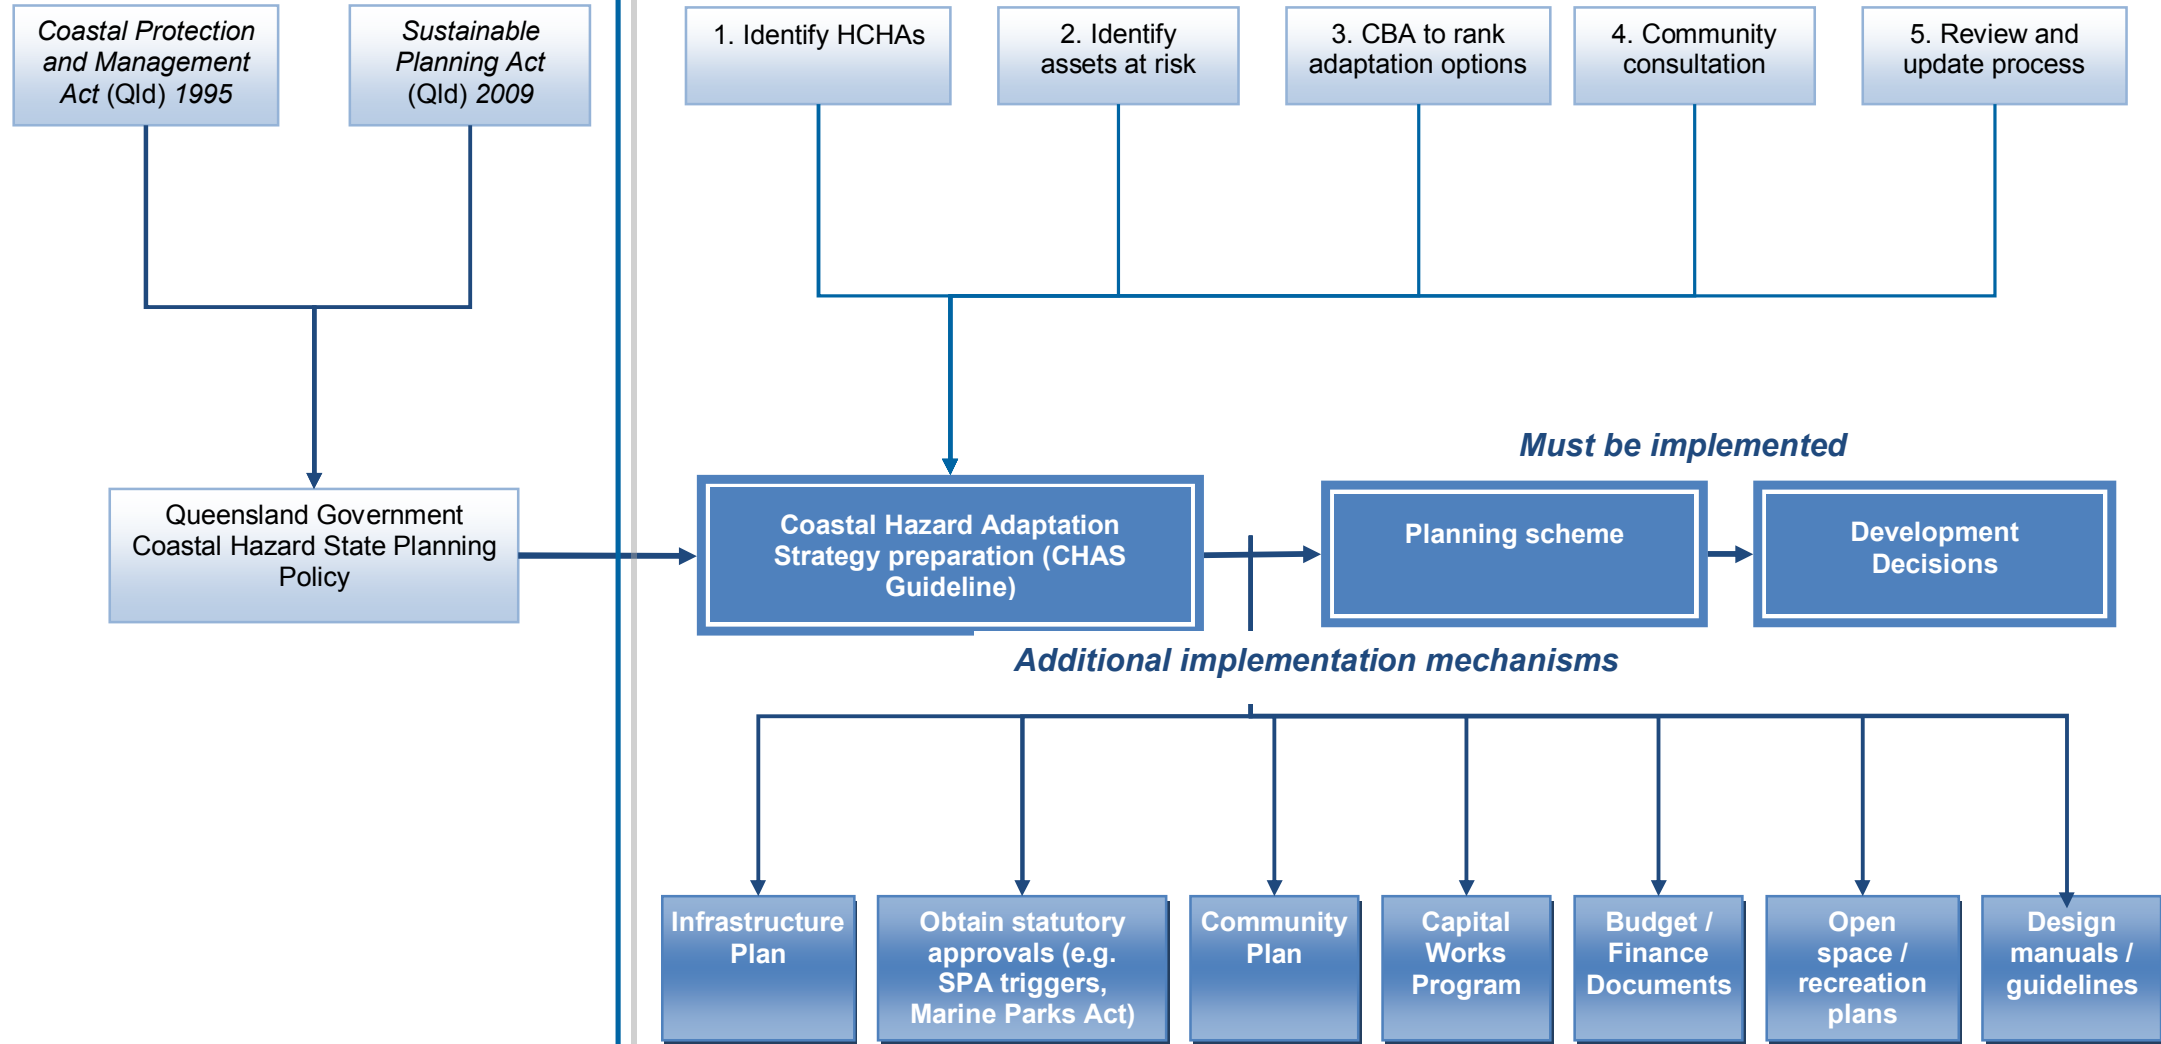 Coastal Protection
and Management
Act (Qld) 1995
Sustainable
Planning Act
(Qld) 2009
1. Identify HCHAs
2. Identify
assets at risk
3. CBA to rank
adaptation options
4. Community
consultation
5. Review and
update process
Must be implemented
Queensland Government
Coastal Hazard State Planning
Policy
Coastal Hazard Adaptation
Strategy preparation (CHAS
Guideline)
Planning scheme
Development
Decisions
Additional implementation mechanisms
Infrastructure
Plan
Obtain statutory
approvals (e.g.
SPA triggers,
Marine Parks Act)
Community
Plan
Capital
Works
Program
Budget /
Finance
Documents
Open
space /
recreation
plans
Design
manuals /
guidelines